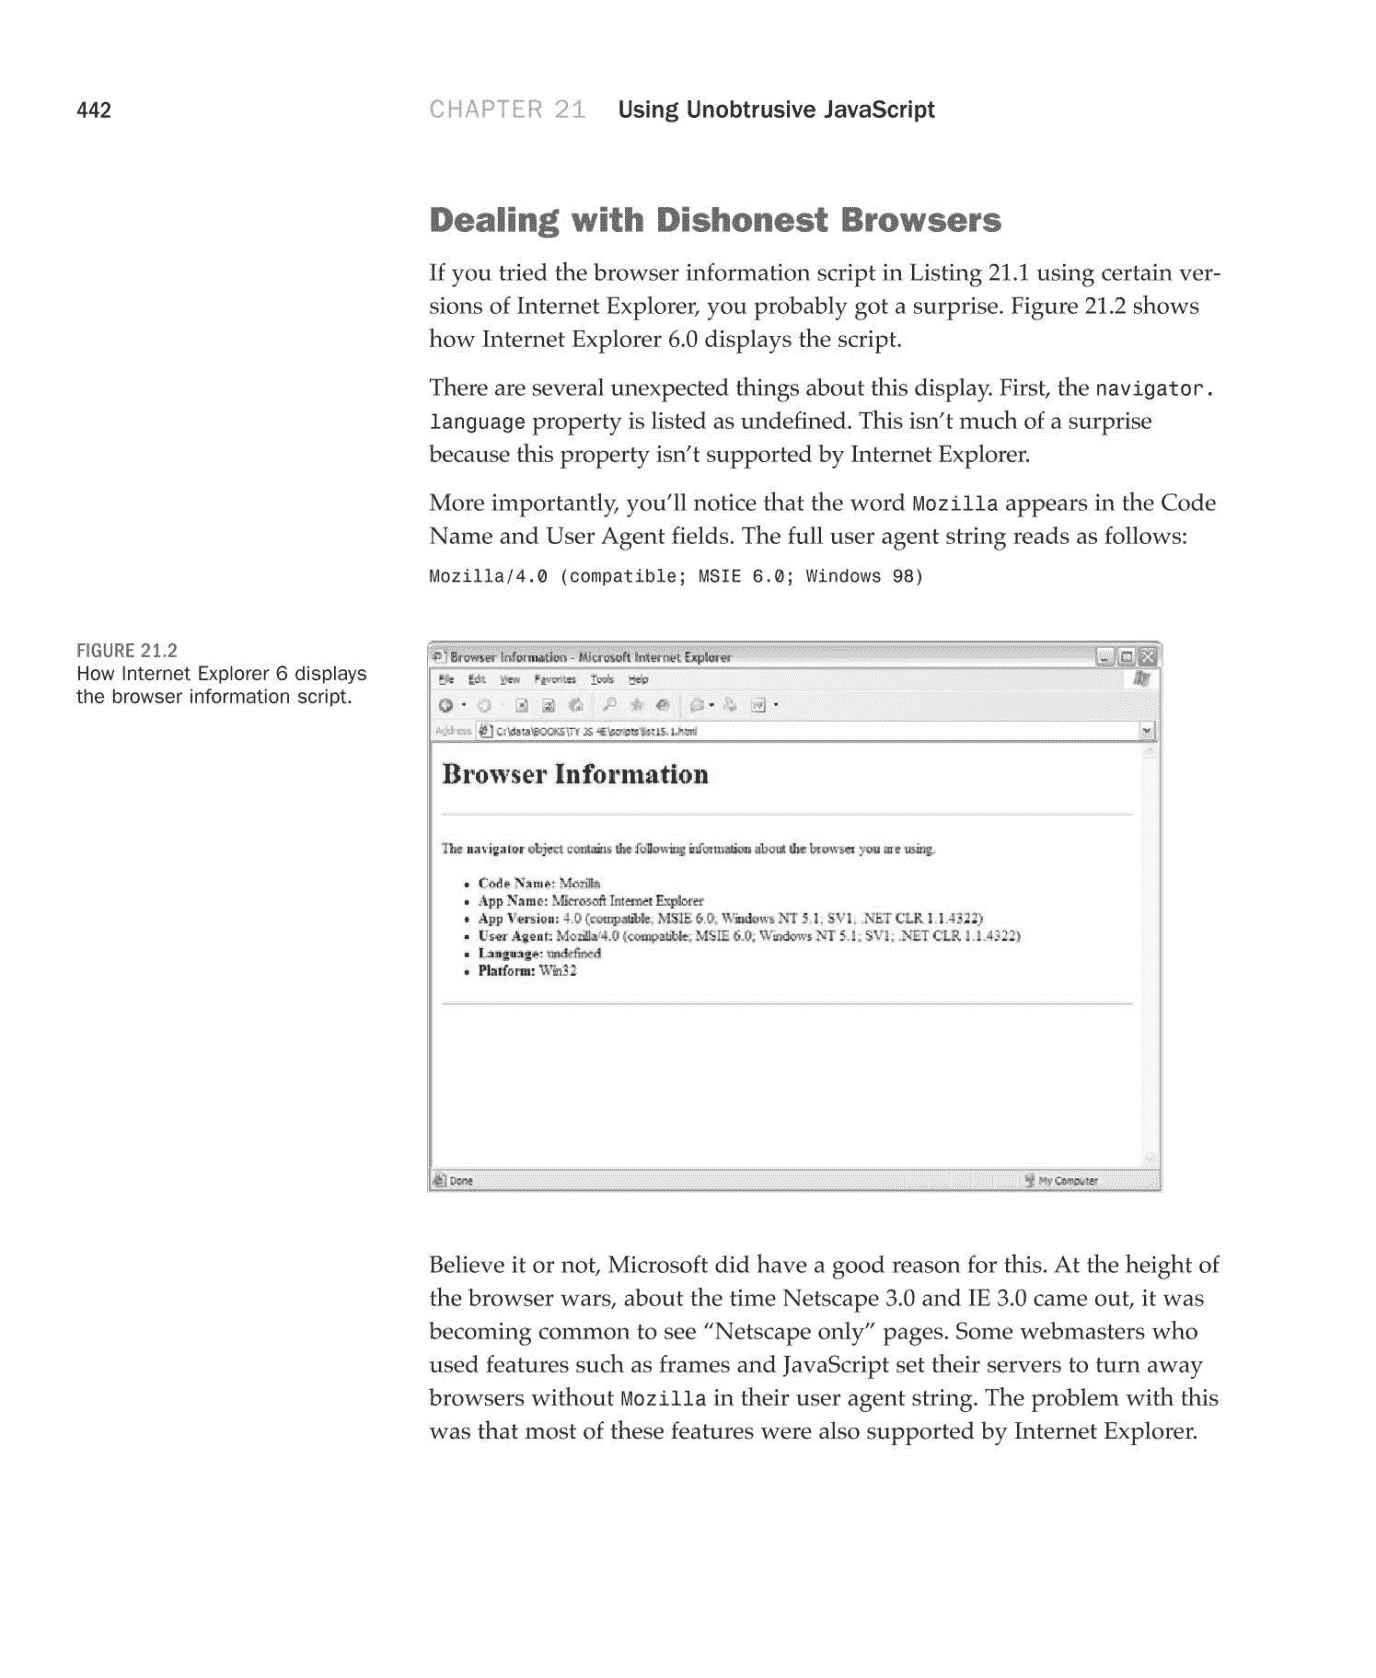 442
CHAPTER 21 Using Unobtrusive JavaScript
Dealing with Dishonest Browsers
If you tried the browser information script in Listing 21.1 using certain ver-
sions of Internet Explorer, you probably got a surprise. Figure 21.2 shows
how Internet Explorer 6.0 displays the script.
There are several unexpected things about this display. First, the navigator.
language property is listed as undefined. This isn't much of a surprise
because this property isn't supported by Internet Explorer.
More importantly, you'll notice that the word Mozilla appears in the Code
Name and User Agent fields. The full user agent string reads as follows:
Mozilla/4.0 (compatible; MSIE 6.0; Windows 98)
FIGURE 21.2
How Internet Explorer 6 displays
the browser information script.
Browser Information - Microsoft Internet Explorer
File Edit View Favorites Tools Help
Address C:\data\BOOKS\TY JS 4E\scripts\list15.1.html
Browser Information
The navigator object contains the following information about the browser you are using.
• Code Name: Mozilla
• App Name: Microsoft Internet Explorer
• App Version: 4.0 (compatible; MSIE 6.0; Windows NT 5.1; SV1; .NET CLR 1.1.4322)
• User Agent: Mozilla/4.0 (compatible; MSIE 6.0; Windows NT 5.1; SV1; .NET CLR 1.1.4322)
• Language: undefined
• Platform: Win32
Done
My Computer
Believe it or not, Microsoft did have a good reason for this. At the height of
the browser wars, about the time Netscape 3.0 and IE 3.0 came out, it was
becoming common to see "Netscape only" pages. Some webmasters who
used features such as frames and JavaScript set their servers to turn away
browsers without Mozilla in their user agent string. The problem with this
was that most of these features were also supported by Internet Explorer.